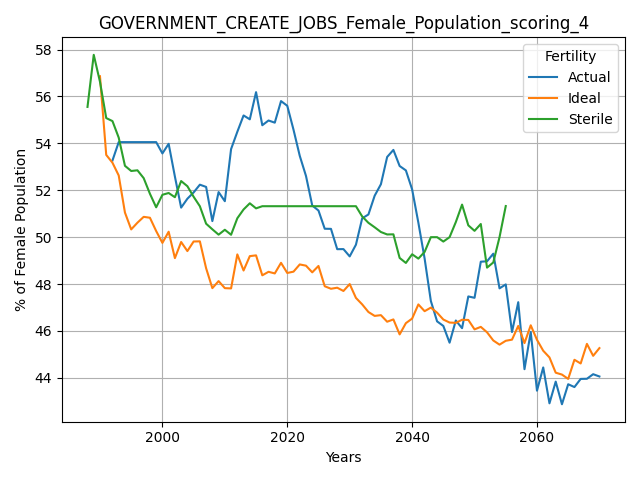 GOVERNMENT_CREATE_JOBS_Female_Population_scoring_4
Fertility
Actual
Ideal
Sterile
% of Female Population
58
56
54
52
50
48
46
44
2000
2020
2040
2060
Years